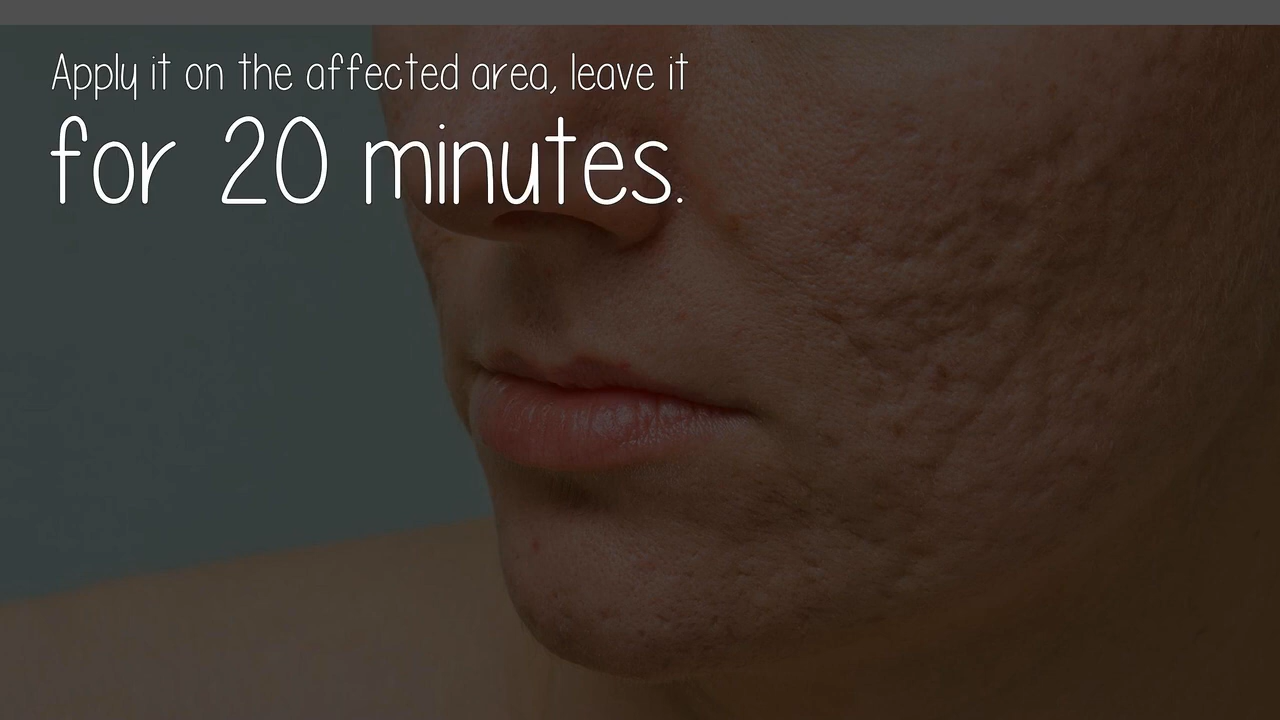 Apply it on the affected area, leave it
for 20 minutes.